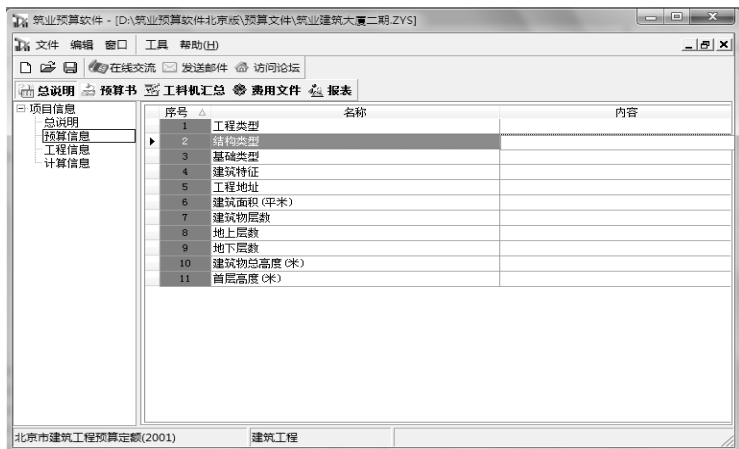 筑业预算软件 - [D:\筑业预算软件北京版\预算文件\筑业建筑大厦二期.ZYS]
文件 编辑 窗口 工具 帮助(H)
在线交流 发送邮件 访问论坛
总说明 预算书 工料机汇总 费用文件 报表
项目信息
总说明
预算信息
工程信息
计算信息
序号 名称 内容
1 工程类型
2 结构类型
3 基础类型
4 建筑特征
5 工程地址
6 建筑面积(平米)
7 建筑物层数
8 地上层数
9 地下层数
10 建筑物总高度(米)
11 首层高度(米)
北京市建筑工程预算定额(2001) 建筑工程